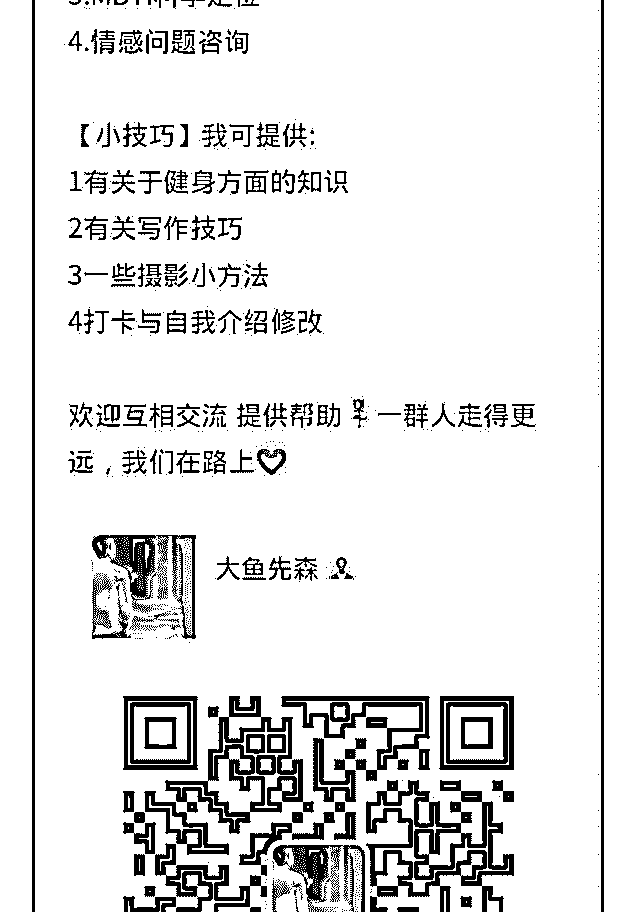 4.情感问题咨询
【小技巧】我可提供:
1有关于健身方面的知识
2有关写作技巧
3一些摄影小方法
4打卡与自我介绍修改
欢迎互相交流 提供帮助 一群人走得更
远，我们在路上
大鱼先森